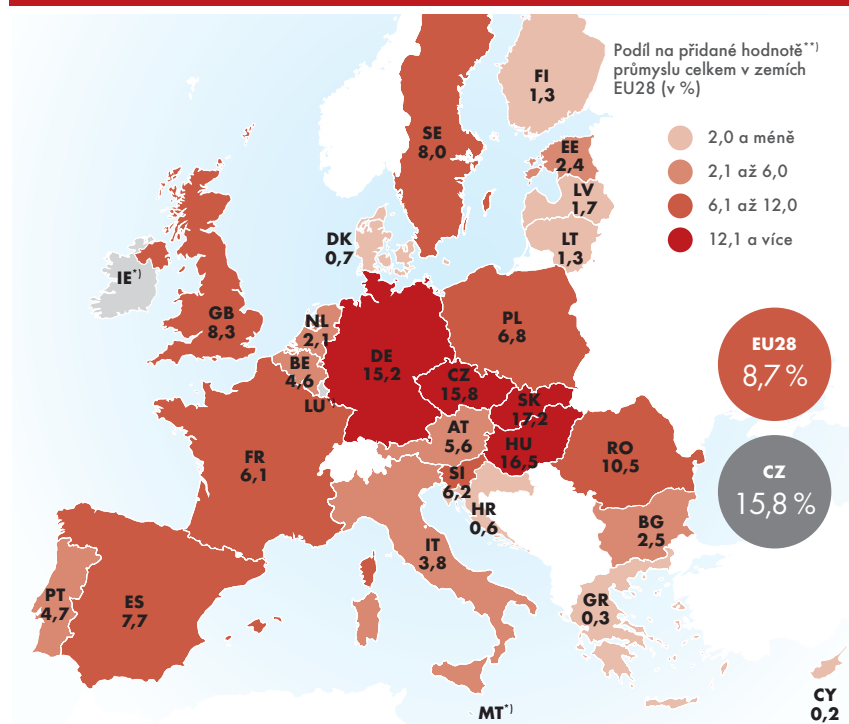 Podíl na přidané hodnotě**)
průmyslu celkem v zemích
EU28 (v %)
2,0 a méně
2,1 až 6,0
6,1 až 12,0
12,1 a více
FI
1,3
SE
8,0
EE
2,4
LV
1,7
LT
1,3
DK
0,7
IE*)
GB
8,3
NL
2,1
BE
4,6
LU*)
DE
15,2
PL
6,8
CZ
15,8
SK
17,2
AT
5,6
HU
16,5
FR
6,1
SI
6,2
HR
0,6
RO
10,5
BG
2,5
IT
3,8
PT
4,7
ES
7,7
GR
0,3
MT*)
CY
0,2
EU28
8,7 %
CZ
15,8 %